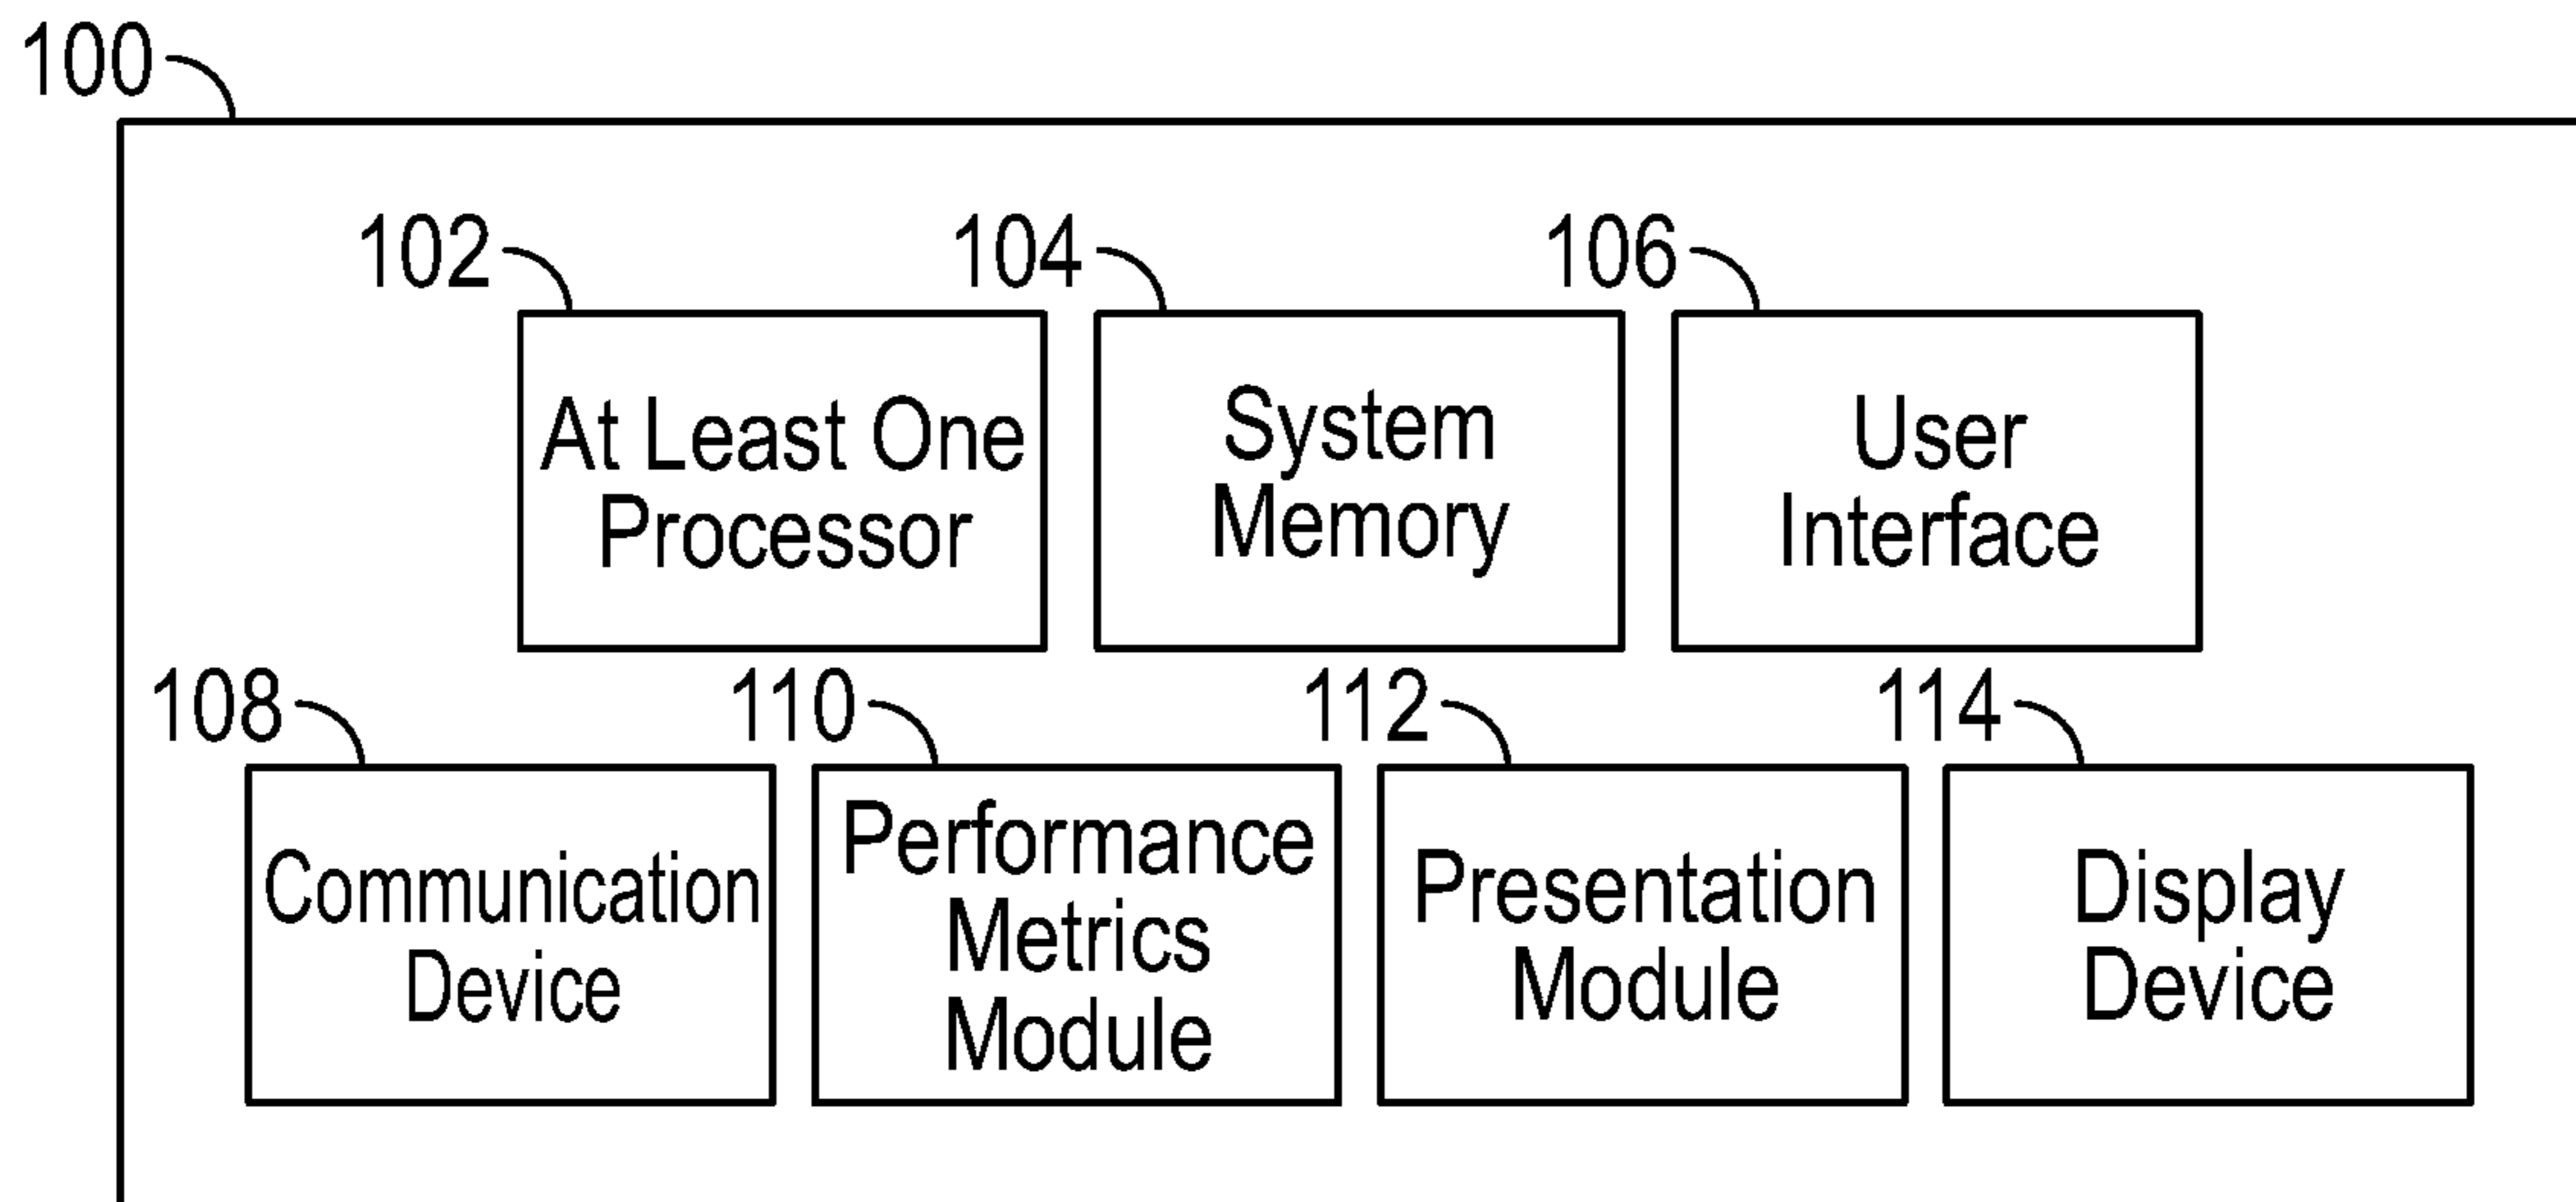 100
102
104
106
At Least One
Processor
System
Memory
User
Interface
108
110
112
114
Communication
Device
Performance
Metrics
Module
Presentation
Module
Display
Device